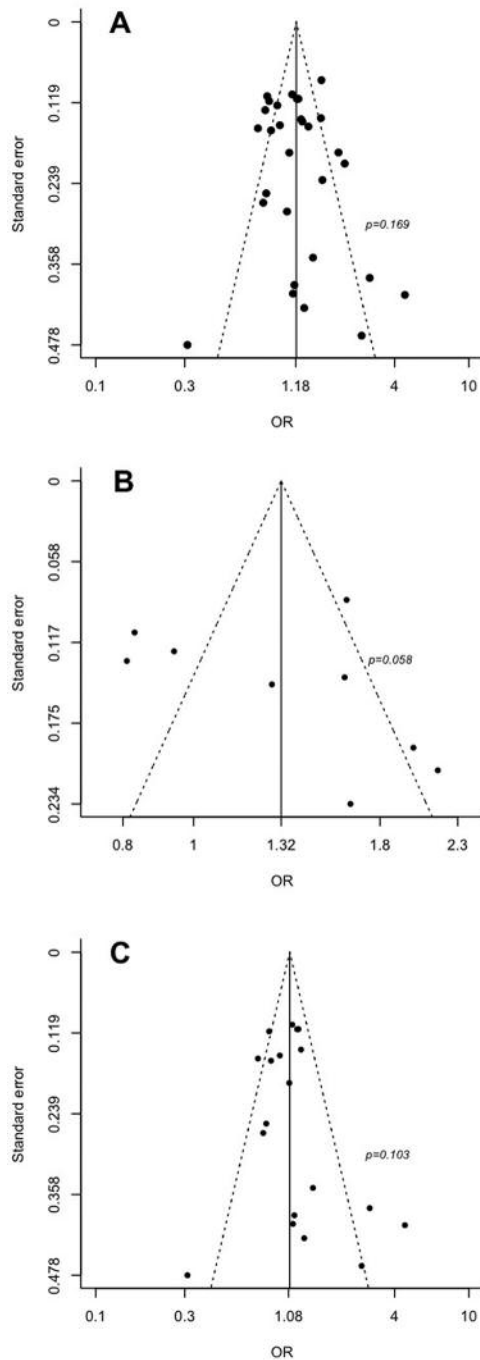 A
0
0.119
0.239
0.358
0.478
Standard error
p=0.169
0.1 0.3 1.18 4 10
OR
B
0
0.058
0.117
0.175
0.234
Standard error
p=0.058
0.8 1 1.32 1.8 2.3
OR
C
0
0.119
0.239
0.358
0.478
Standard error
p=0.103
0.1 0.3 1.08 4 10
OR